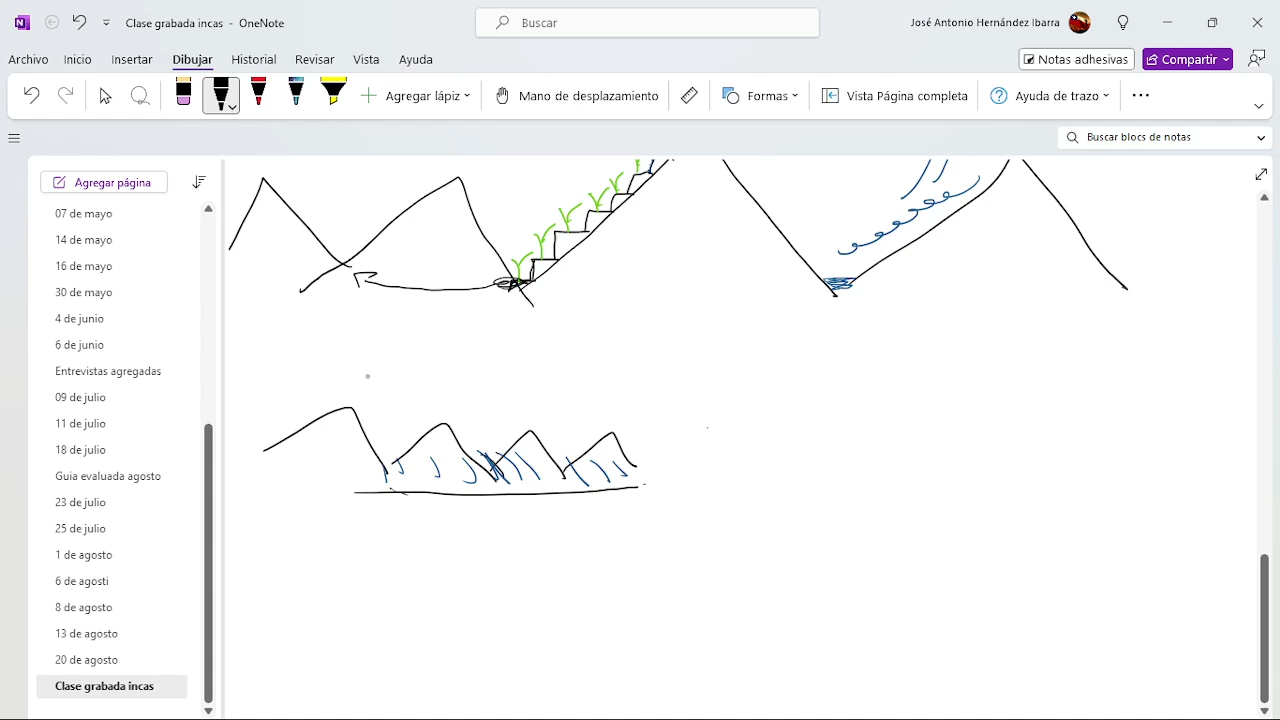 Clase grabada incas - OneNote
Buscar
José Antonio Hernández Ibarra
Archivo
Inicio
Insertar
Dibujar
Historial
Revisar
Vista
Ayuda
Notas adhesivas
Compartir
Agregar lápiz
Mano de desplazamiento
Formas
Vista Página completa
Ayuda de trazo
Buscar blocs de notas
Agregar página
07 de mayo
14 de mayo
16 de mayo
30 de mayo
4 de junio
6 de junio
Entrevistas agregadas
09 de julio
11 de julio
18 de julio
Guia evaluada agosto
23 de julio
25 de julio
1 de agosto
6 de agosti
8 de agosto
13 de agosto
20 de agosto
Clase grabada incas